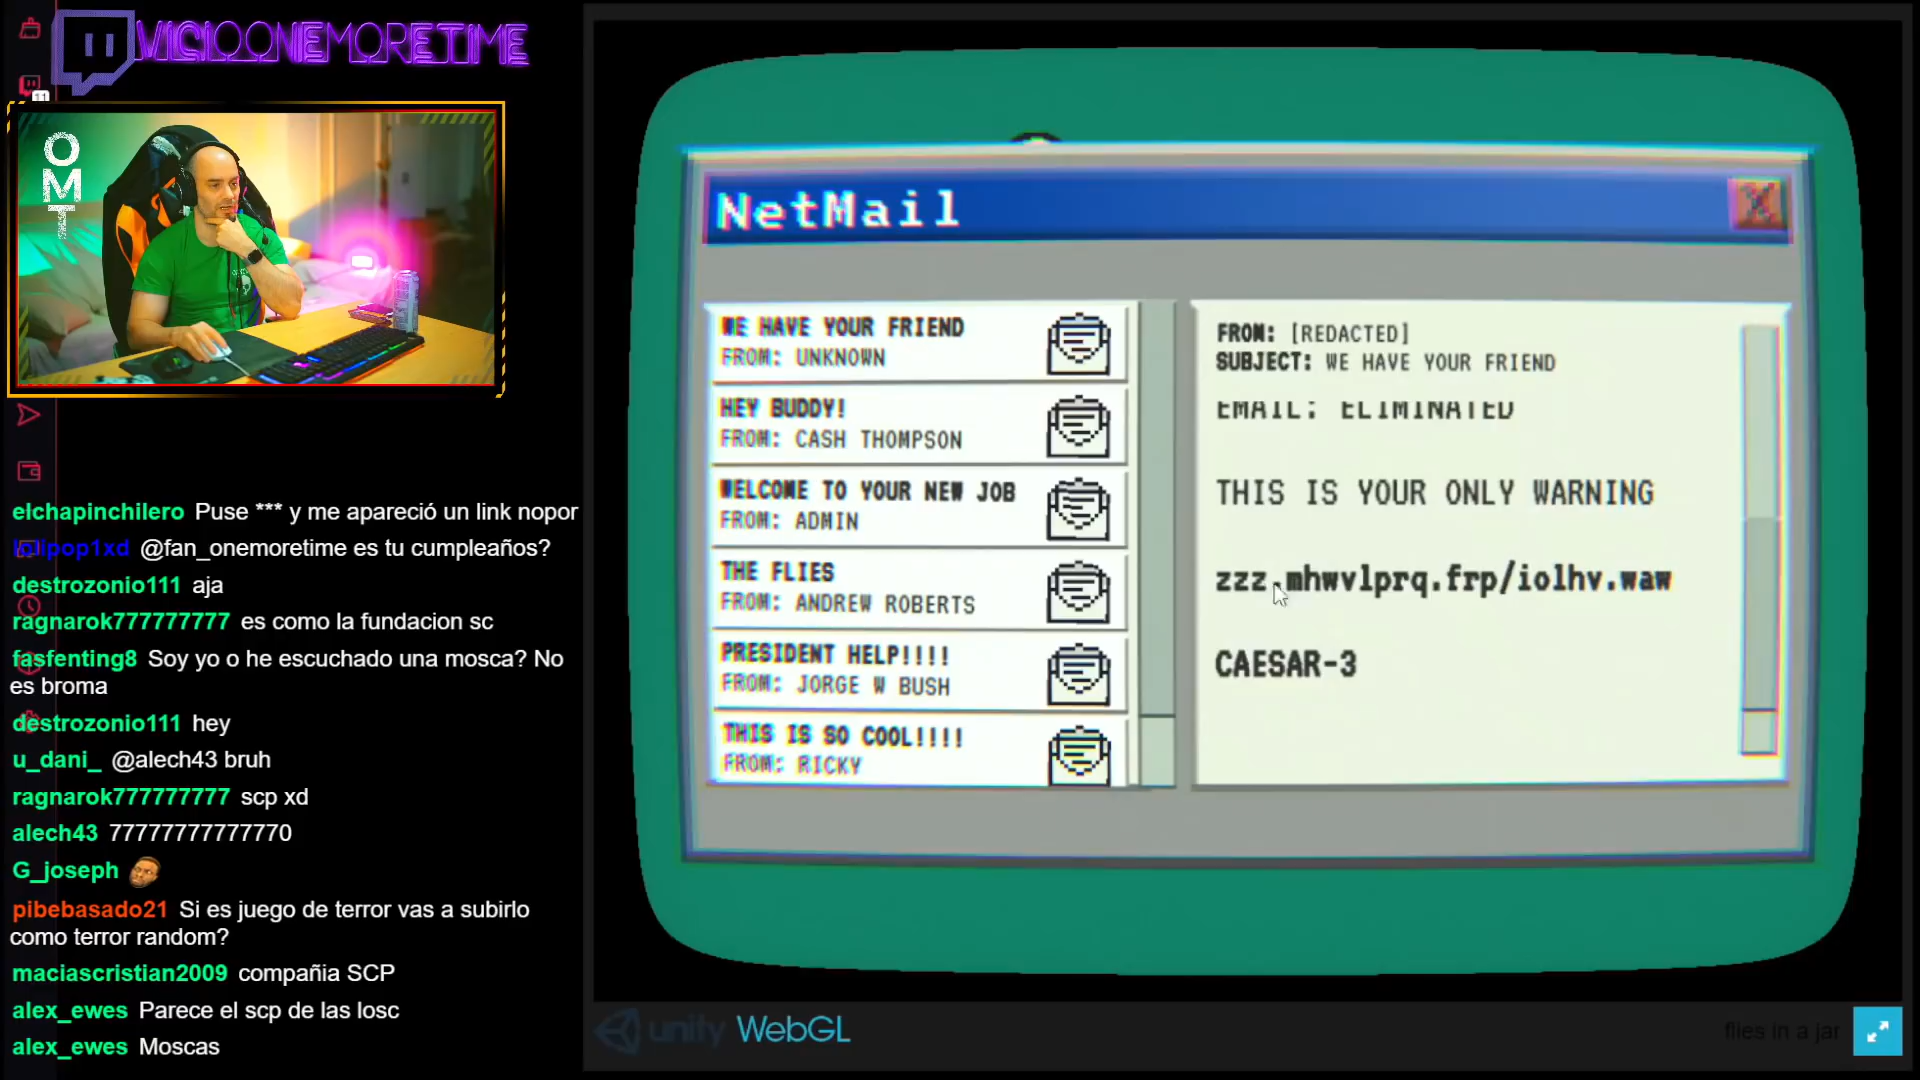 VICIOONEMORETIME
11
OMT
elchapinchilero Puse *** y me apareció un link nopor
lolipop1xd @fan_onemoretime es tu cumpleaños?
destrozonio111 aja
ragnarok777777777 es como la fundacion sc
fasfenting8 Soy yo o he escuchado una mosca? No
es broma
destrozonio111 hey
u_dani_ @alech43 bruh
ragnarok777777777 scp xd
alech43 77777777777770
G_joseph
pibebasado21 Si es juego de terror vas a subirlo
como terror random?
maciascristian2009 compañia SCP
alex_ewes Parece el scp de las losc
alex_ewes Moscas
NetMail
X
WE HAVE YOUR FRIEND
FROM: UNKNOWN
HEY BUDDY!
FROM: CASH THOMPSON
WELCOME TO YOUR NEW JOB
FROM: ADMIN
THE FLIES
FROM: ANDREW ROBERTS
PRESIDENT HELP!!!!
FROM: JORGE W BUSH
THIS IS SO COOL!!!!
FROM: RICKY
FROM: [REDACTED]
SUBJECT: WE HAVE YOUR FRIEND
EMAIL: ELIMINATED
THIS IS YOUR ONLY WARNING
zzz.mhwvlprq.frp/iolhv.waw
CAESAR-3
unity WebGL
flies in a jar